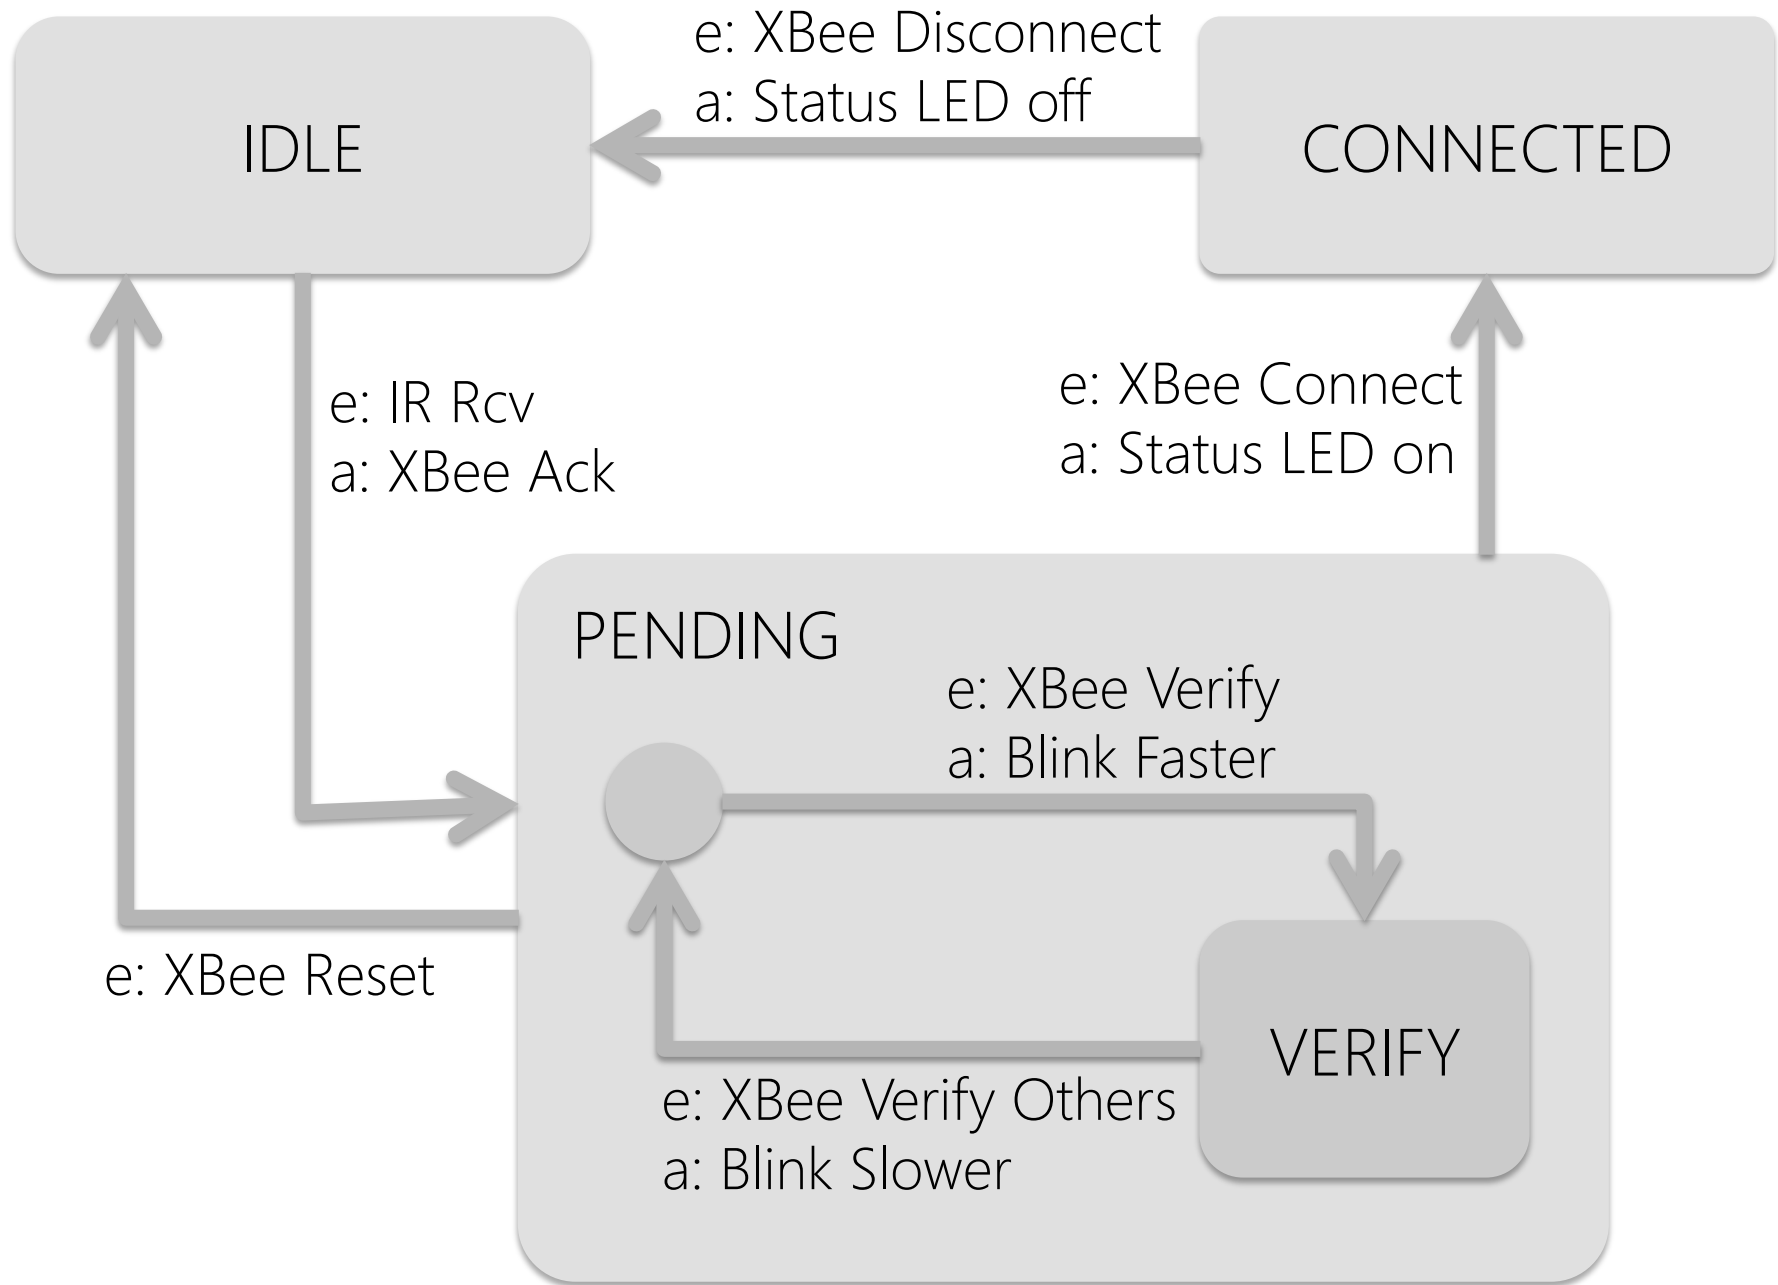 e: XBee Disconnect
a: Status LED off
IDLE
CONNECTED
e: IR Rcv
a: XBee Ack
e: XBee Connect
a: Status LED on
PENDING
e: XBee Verify
a: Blink Faster
e: XBee Reset
VERIFY
e: XBee Verify Others
a: Blink Slower